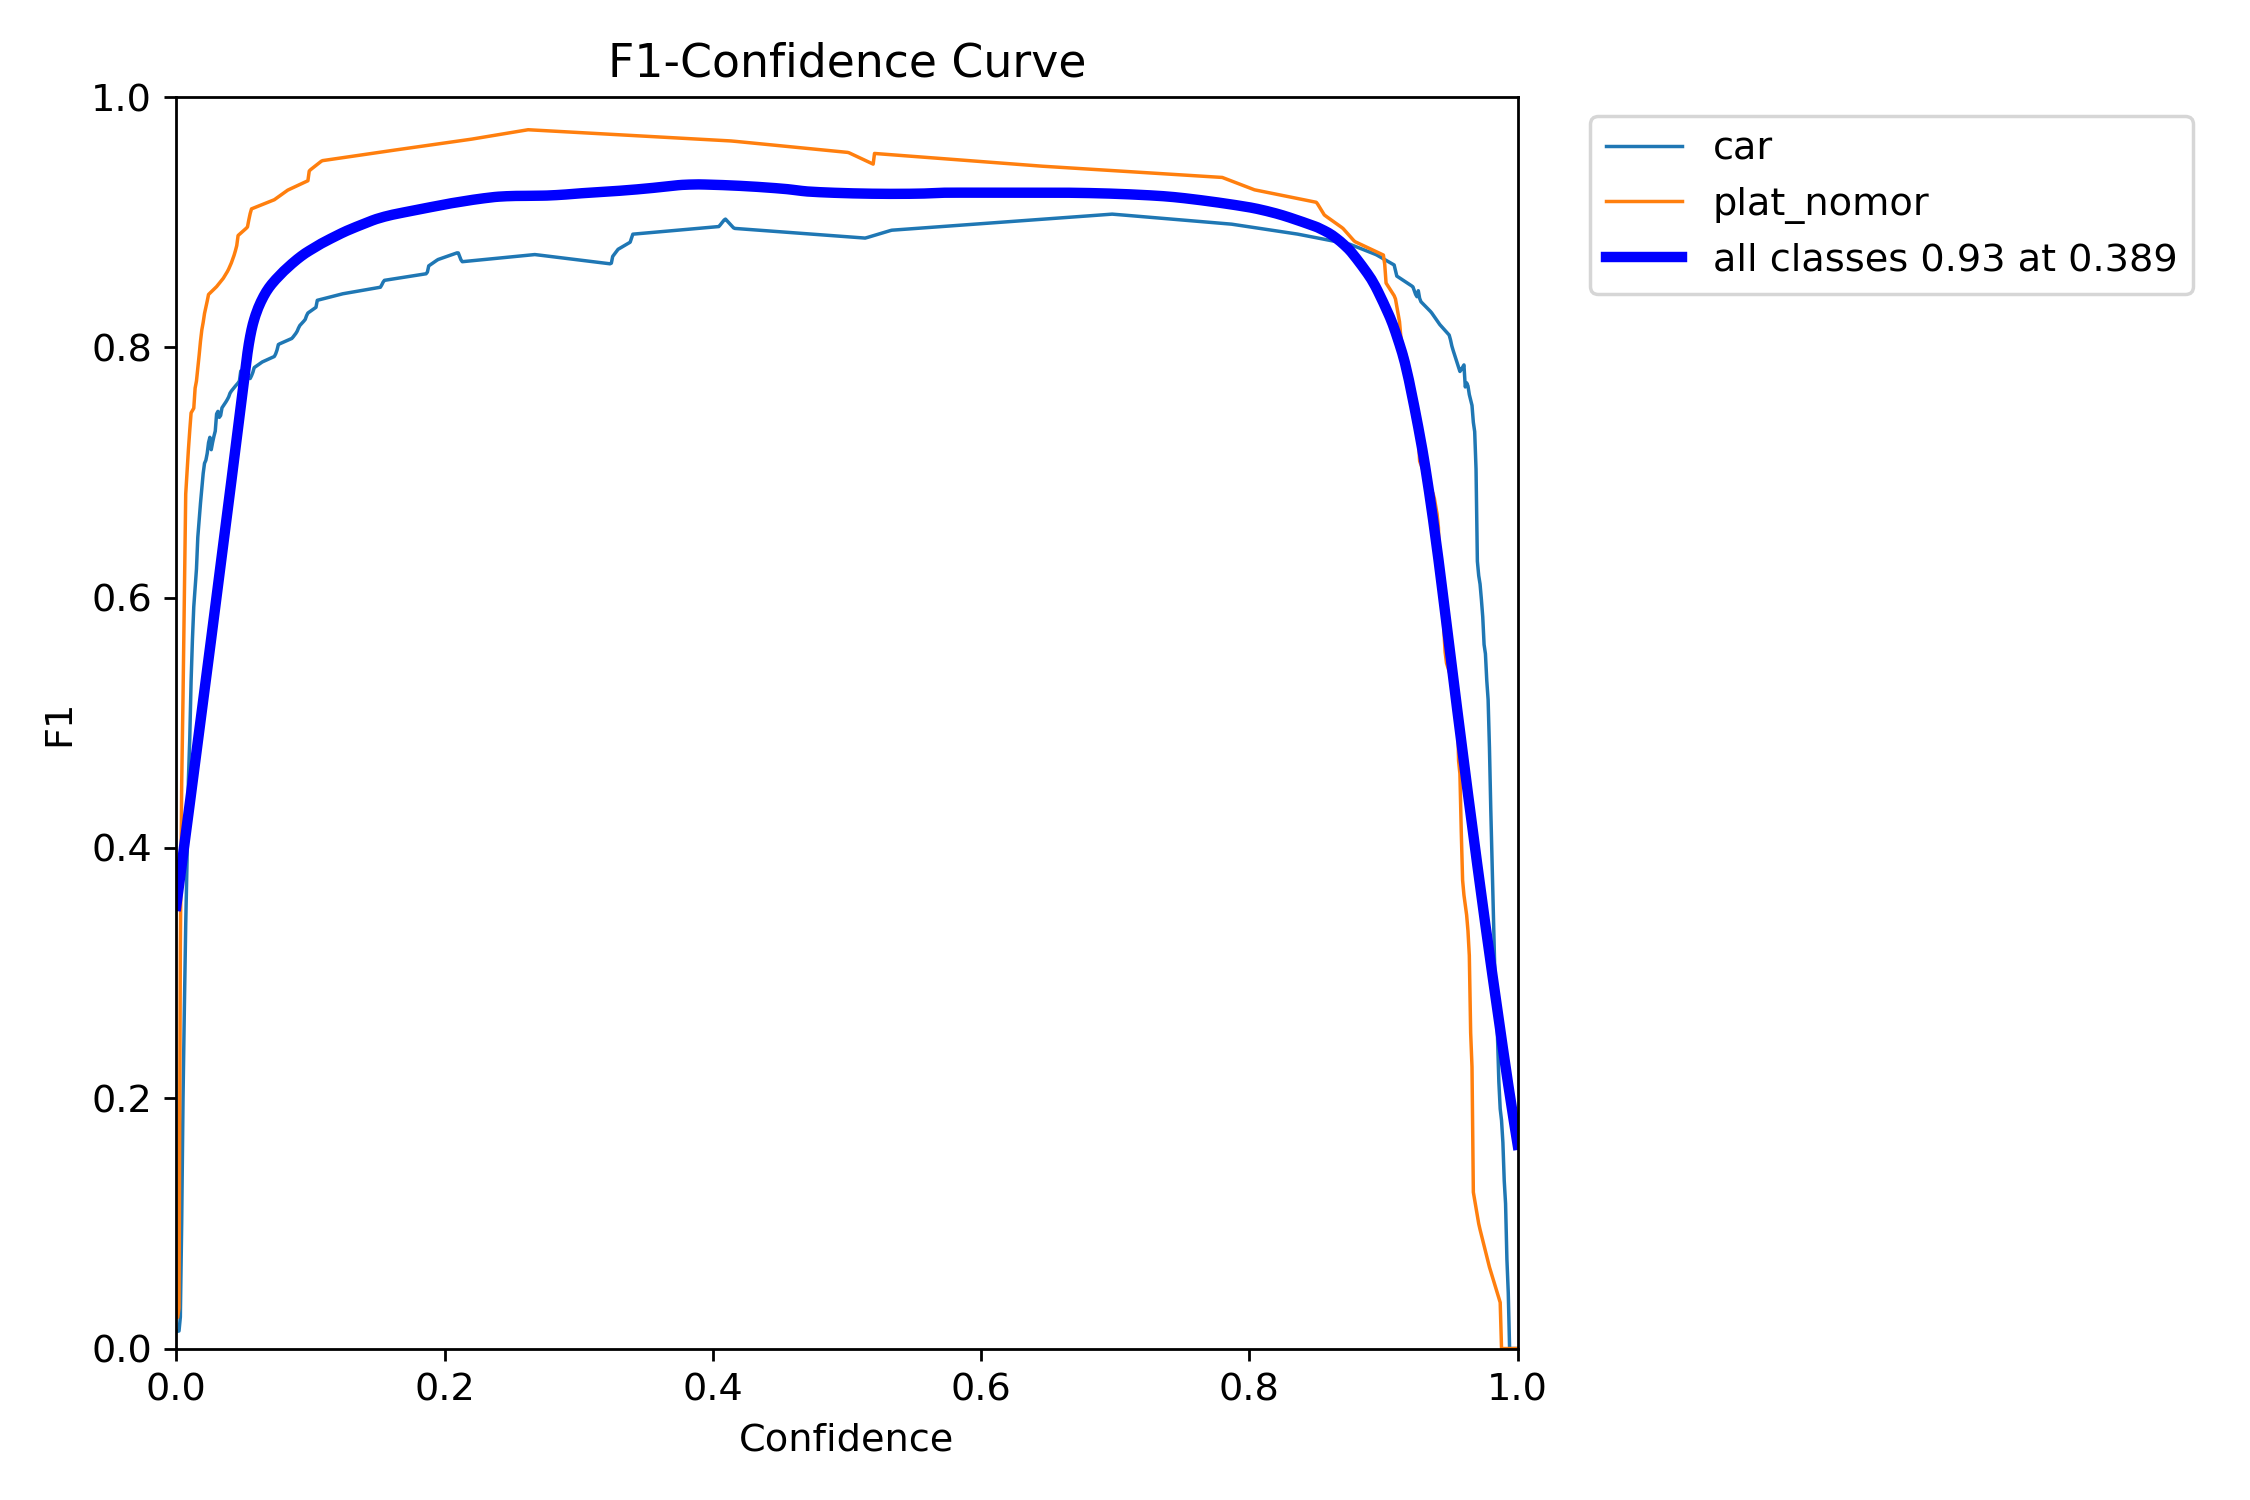 F1-Confidence Curve
1.0
0.8
0.6
0.4
0.2
0.0
F1
0.0 0.2 0.4 0.6 0.8 1.0
Confidence
car
plat_nomor
all classes 0.93 at 0.389